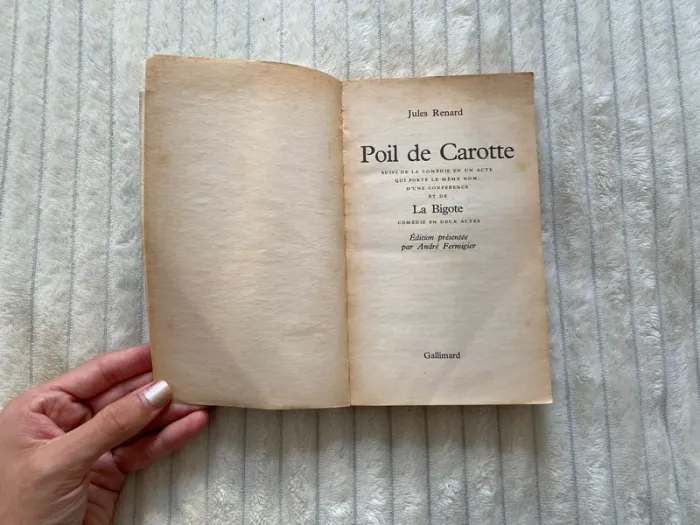 Jules Renard
Poil de Carotte
SUIVI DE LA COMÉDIE EN UN ACTE
QUI PORTE LE MÊME NOM,
D'UNE CONFÉRENCE
ET DE
La Bigote
COMÉDIE EN DEUX ACTES
Édition présentée
par André Fermigier
Gallimard